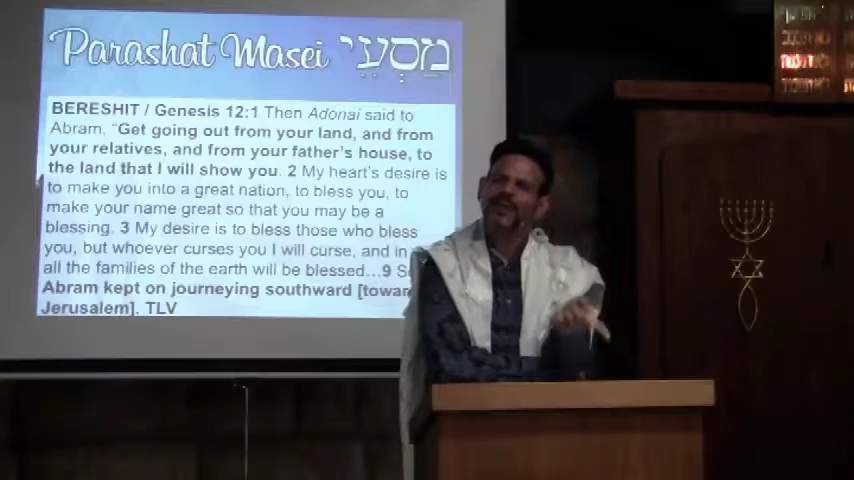 Parashat Masei מַסְעֵי
BERESHIT / Genesis 12:1 Then Adonai said to
Abram, “Get going out from your land, and from
your relatives, and from your father’s house, to
the land that I will show you. 2 My heart’s desire is
to make you into a great nation, to bless you, to
make your name great so that you may be a
blessing. 3 My desire is to bless those who bless
you, but whoever curses you I will curse, and in
all the families of the earth will be blessed…9 S
Abram kept on journeying southward [towar
Jerusalem]. TLV